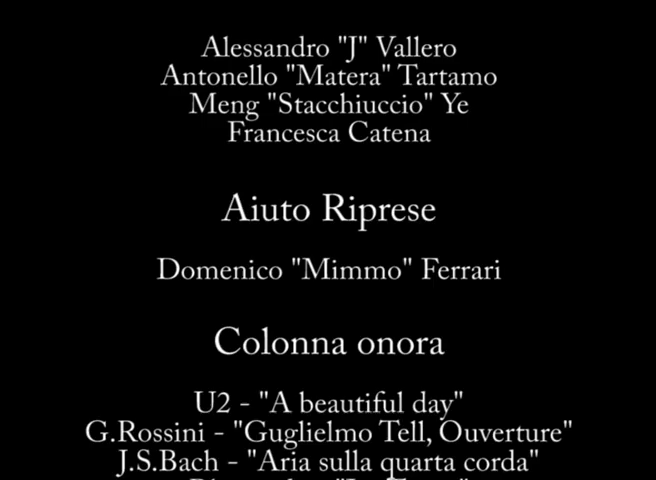 Alessandro "J" Vallero
Antonello "Matera" Tartamo
Meng "Stacchiuccio" Ye
Francesca Catena
Aiuto Riprese
Domenico "Mimmo" Ferrari
Colonna onora
U2 - "A beautiful day"
G.Rossini - "Guglielmo Tell, Ouverture"
J.S.Bach - "Aria sulla quarta corda"